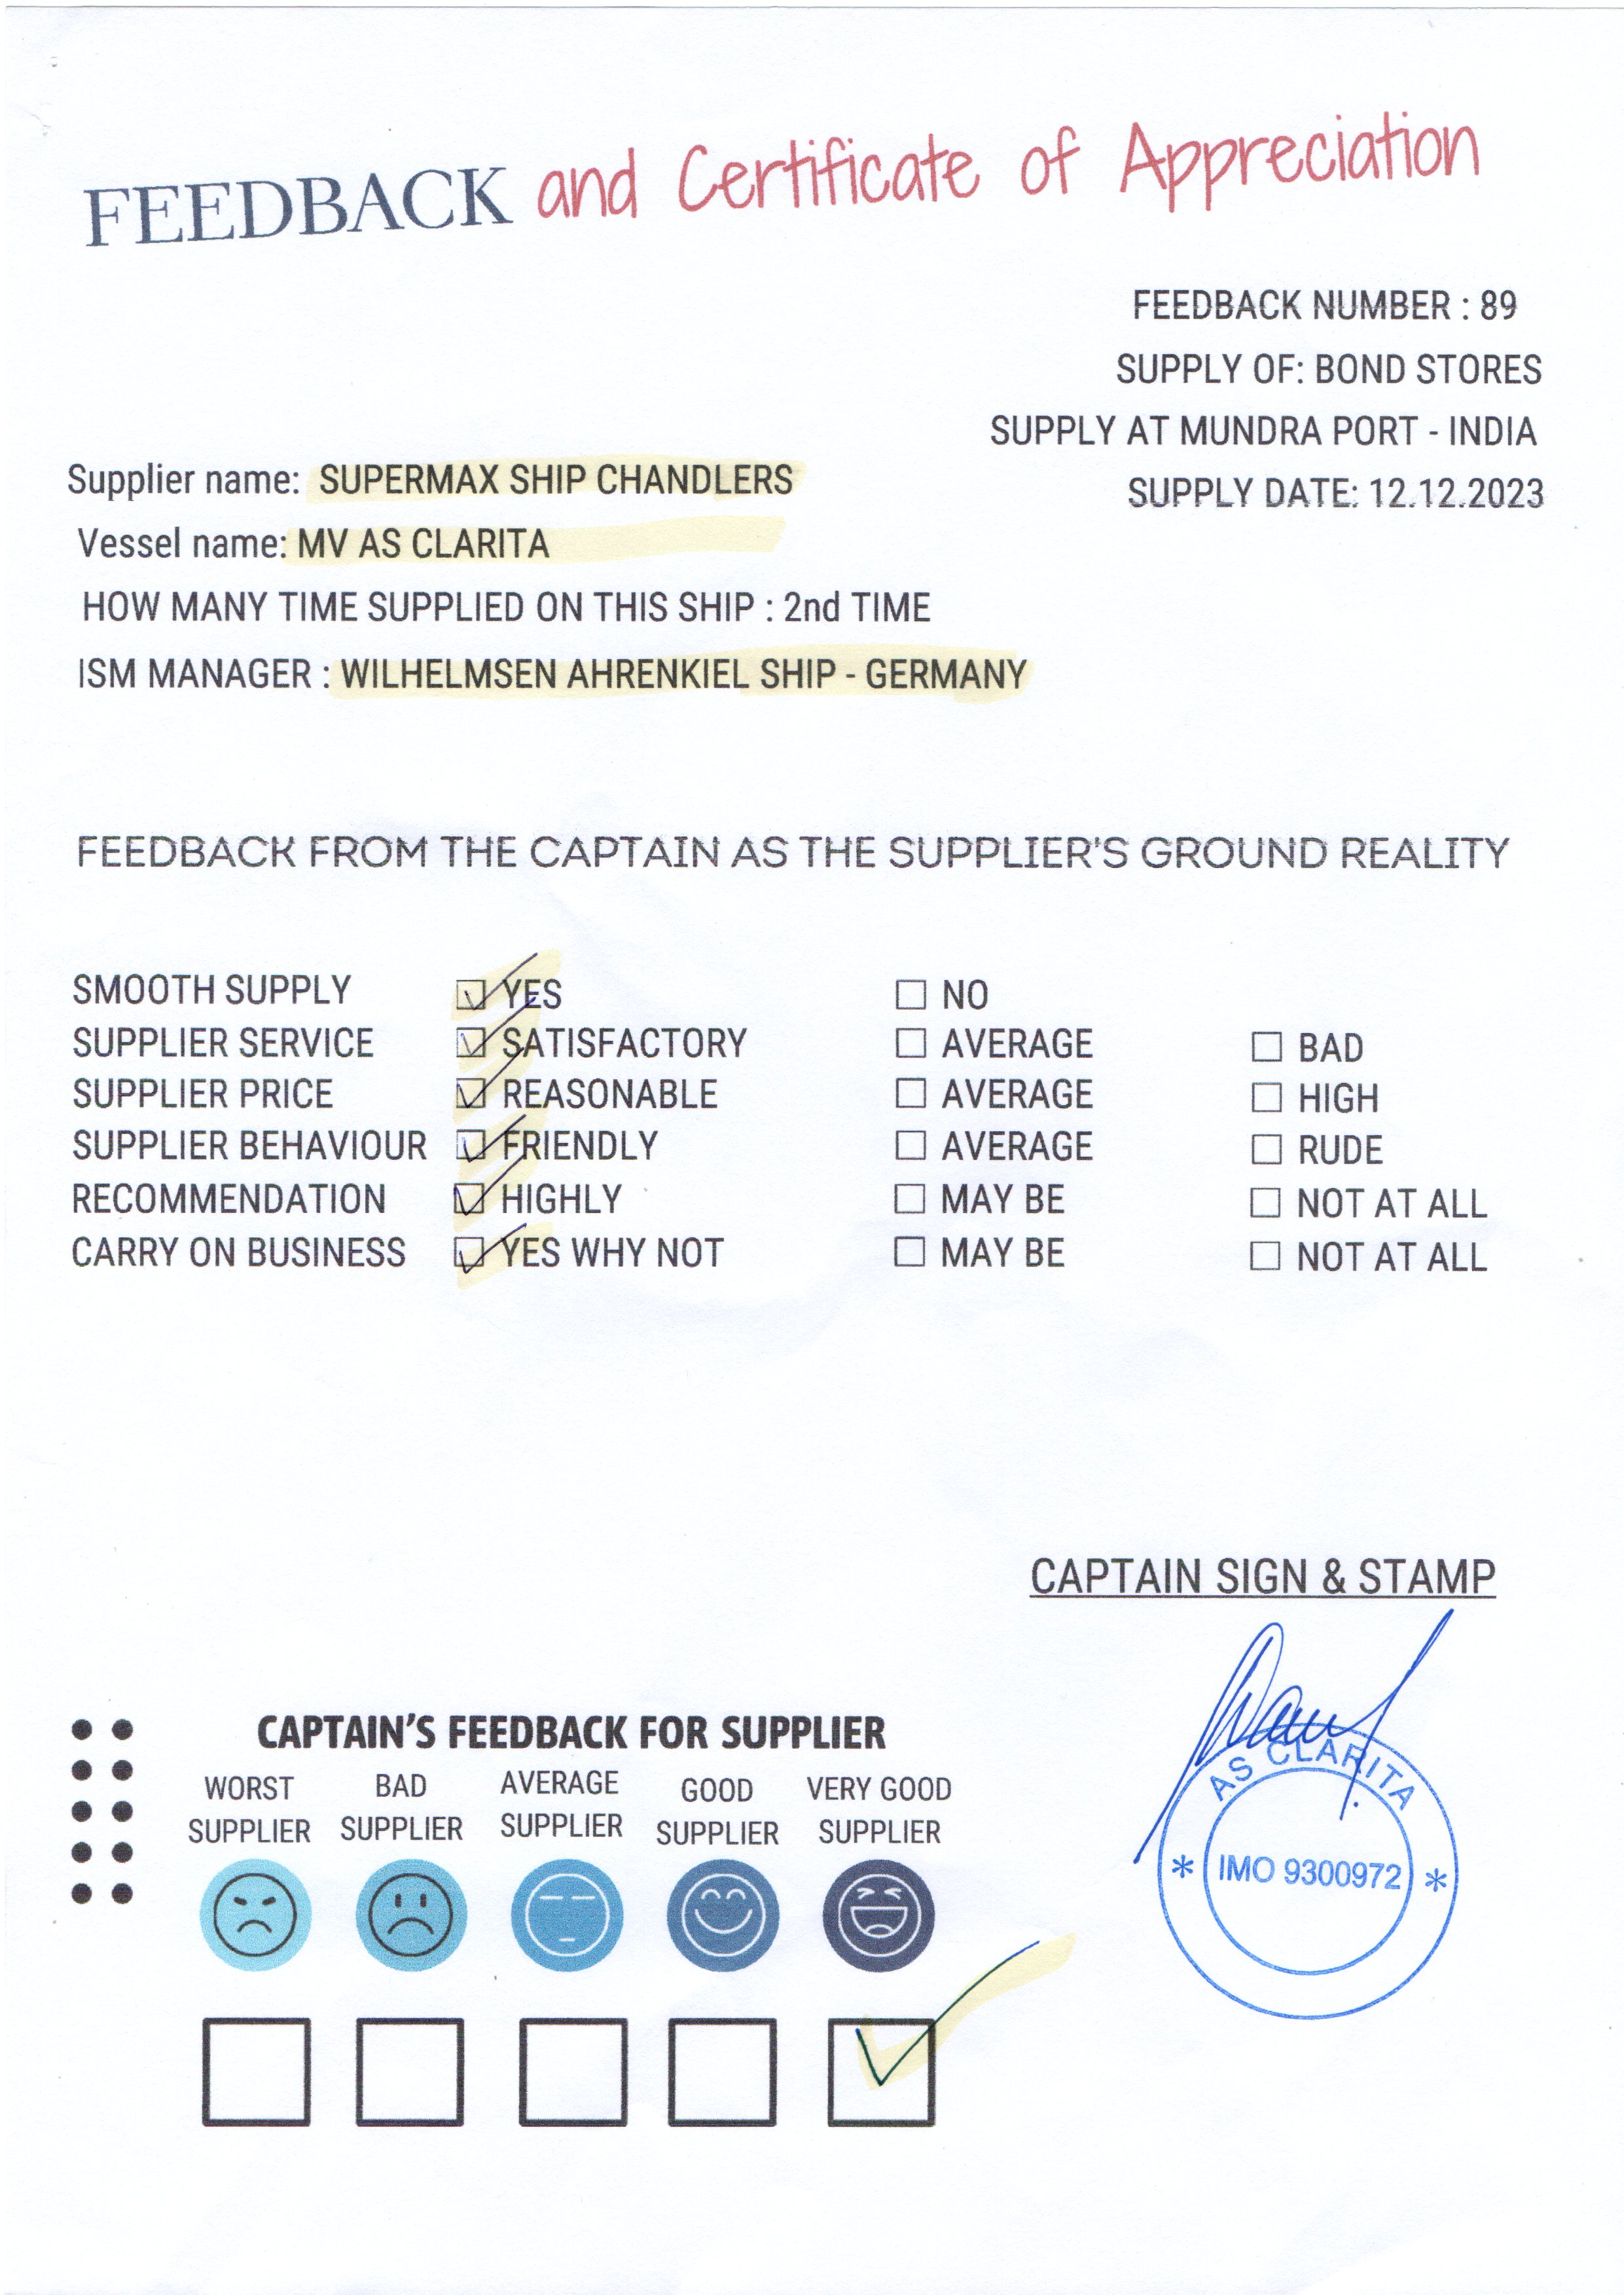 FEEDBACK and Certificate of Appreciation
FEEDBACK NUMBER : 89
SUPPLY OF: BOND STORES
SUPPLY AT MUNDRA PORT - INDIA
SUPPLY DATE: 12.12.2023
Supplier name: SUPERMAX SHIP CHANDLERS
Vessel name: MV AS CLARITA
HOW MANY TIME SUPPLIED ON THIS SHIP : 2nd TIME
ISM MANAGER : WILHELMSEN AHRENKIEL SHIP - GERMANY
FEEDBACK FROM THE CAPTAIN AS THE SUPPLIER'S GROUND REALITY
SMOOTH SUPPLY YES NO
SUPPLIER SERVICE SATISFACTORY AVERAGE BAD
SUPPLIER PRICE REASONABLE AVERAGE HIGH
SUPPLIER BEHAVIOUR FRIENDLY AVERAGE RUDE
RECOMMENDATION HIGHLY MAY BE NOT AT ALL
CARRY ON BUSINESS YES WHY NOT MAY BE NOT AT ALL
CAPTAIN SIGN & STAMP
AS CLARITA
* IMO 9300972 *
CAPTAIN'S FEEDBACK FOR SUPPLIER
WORST BAD AVERAGE GOOD VERY GOOD
SUPPLIER SUPPLIER SUPPLIER SUPPLIER SUPPLIER